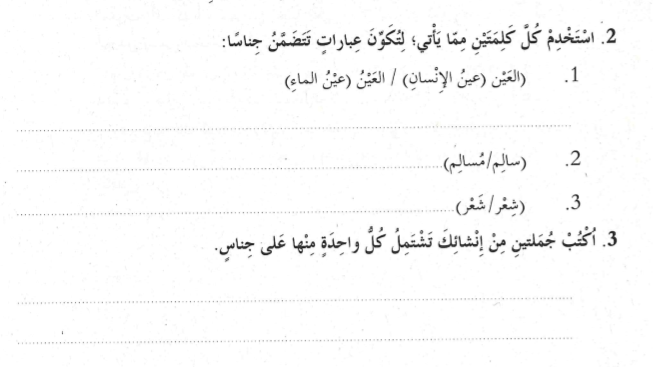 2. اسْتَخْدِمْ كُلَّ كَلِمَتَيْنِ مِمّا يَأْتي؛ لِتُكَوِّنَ عِباراتٍ تَتَضَمَّنُ جِناسًا:
1. (العَيْن (عينُ الإِنْسانِ) / العَيْنُ (عيْنُ الماءِ)
2. (سالِم/مُسالِم)
3. (شِعْر/شَعْر)
3. اُكْتُبْ جُمَلتينِ مِنْ إِنْشائِكَ تَشْتَمِلُ كُلُّ واحِدَةٍ مِنْها عَلى جِناسٍ.